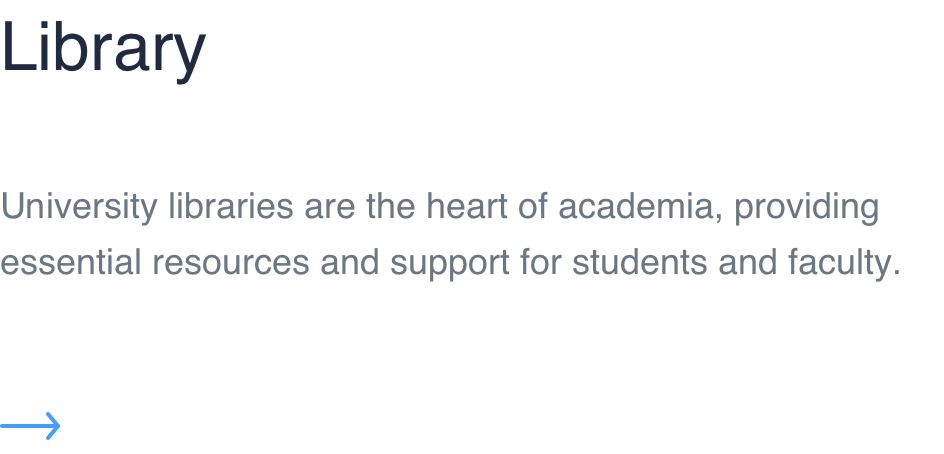 Library
University libraries are the heart of academia, providing
essential resources and support for students and faculty.